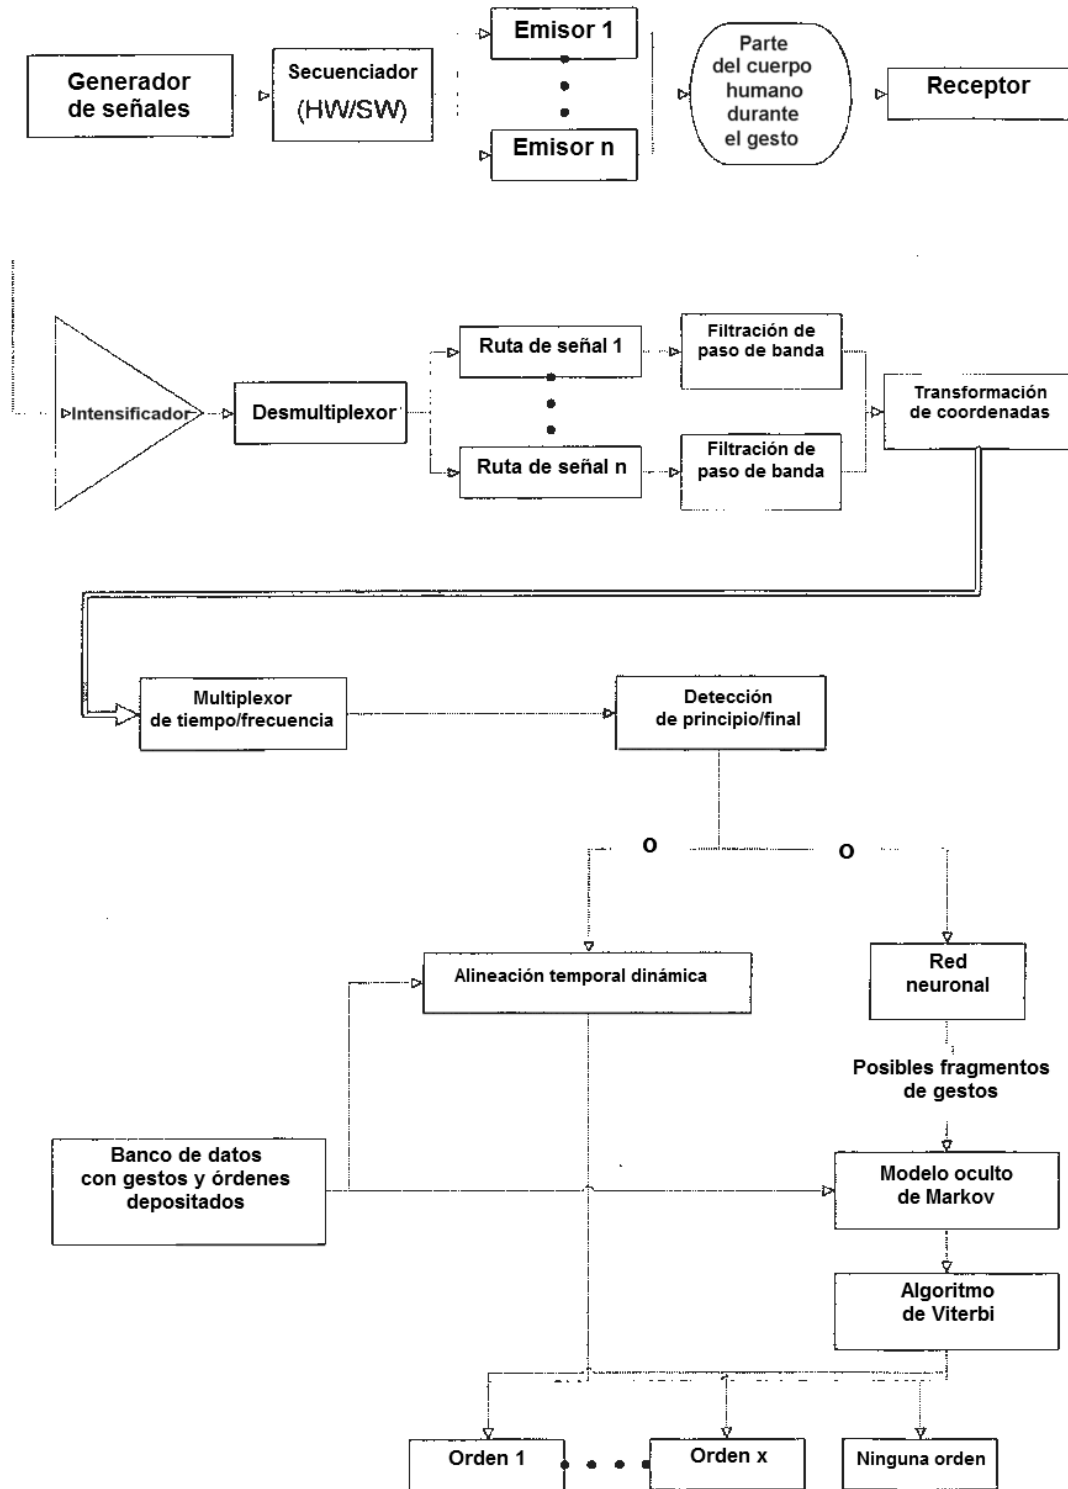 Generador
de señales
Secuenciador
(HW/SW)
Emisor 1
Emisor n
Parte
del cuerpo
humano
durante
el gesto
Receptor
Intensificador
Desmultiplexor
Ruta de señal 1
Ruta de señal n
Filtración de
paso de banda
Filtración de
paso de banda
Transformación
de coordenadas
Multiplexor
de tiempo/frecuencia
Detección
de principio/final
o
o
Alineación temporal dinámica
Red
neuronal
Posibles fragmentos
de gestos
Banco de datos
con gestos y órdenes
depositados
Modelo oculto
de Markov
Algoritmo
de Viterbi
Orden 1
Orden x
Ninguna orden